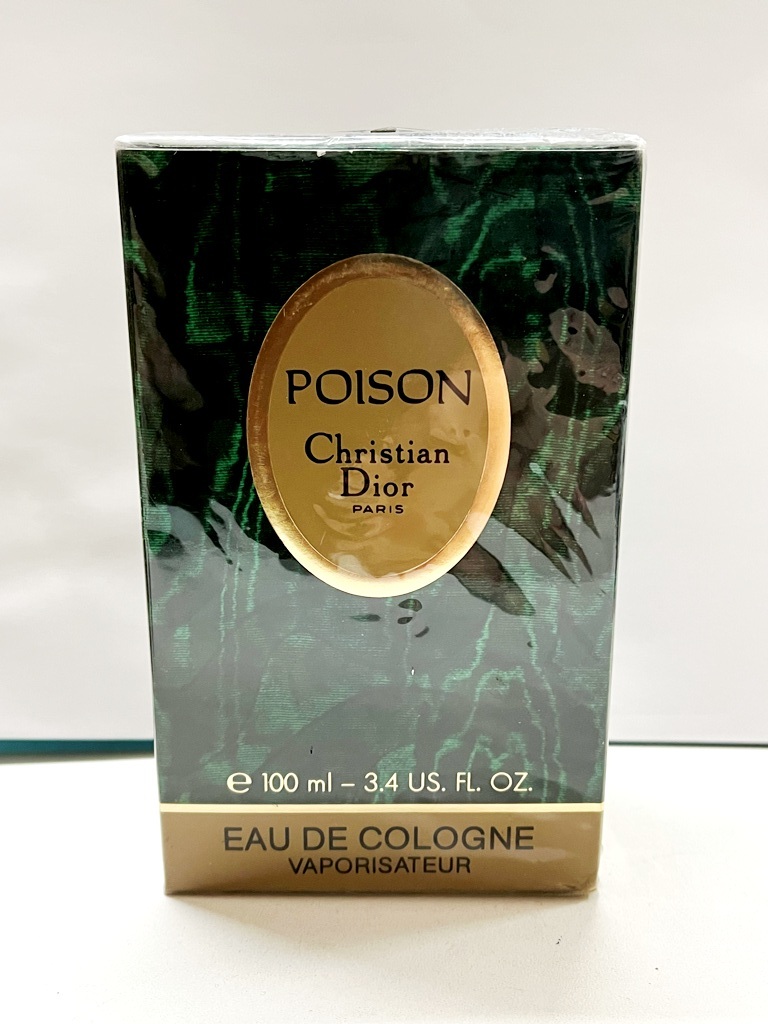 POISON
Christian
Dior
PARIS
℮ 100 ml – 3.4 US. FL. OZ.
EAU DE COLOGNE
VAPORISATEUR